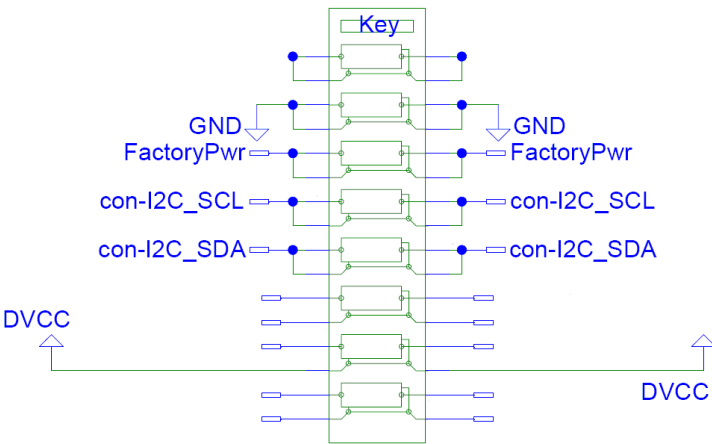 Key
GND
GND
FactoryPwr
FactoryPwr
con-I2C_SCL
con-I2C_SCL
con-I2C_SDA
con-I2C_SDA
DVCC
DVCC